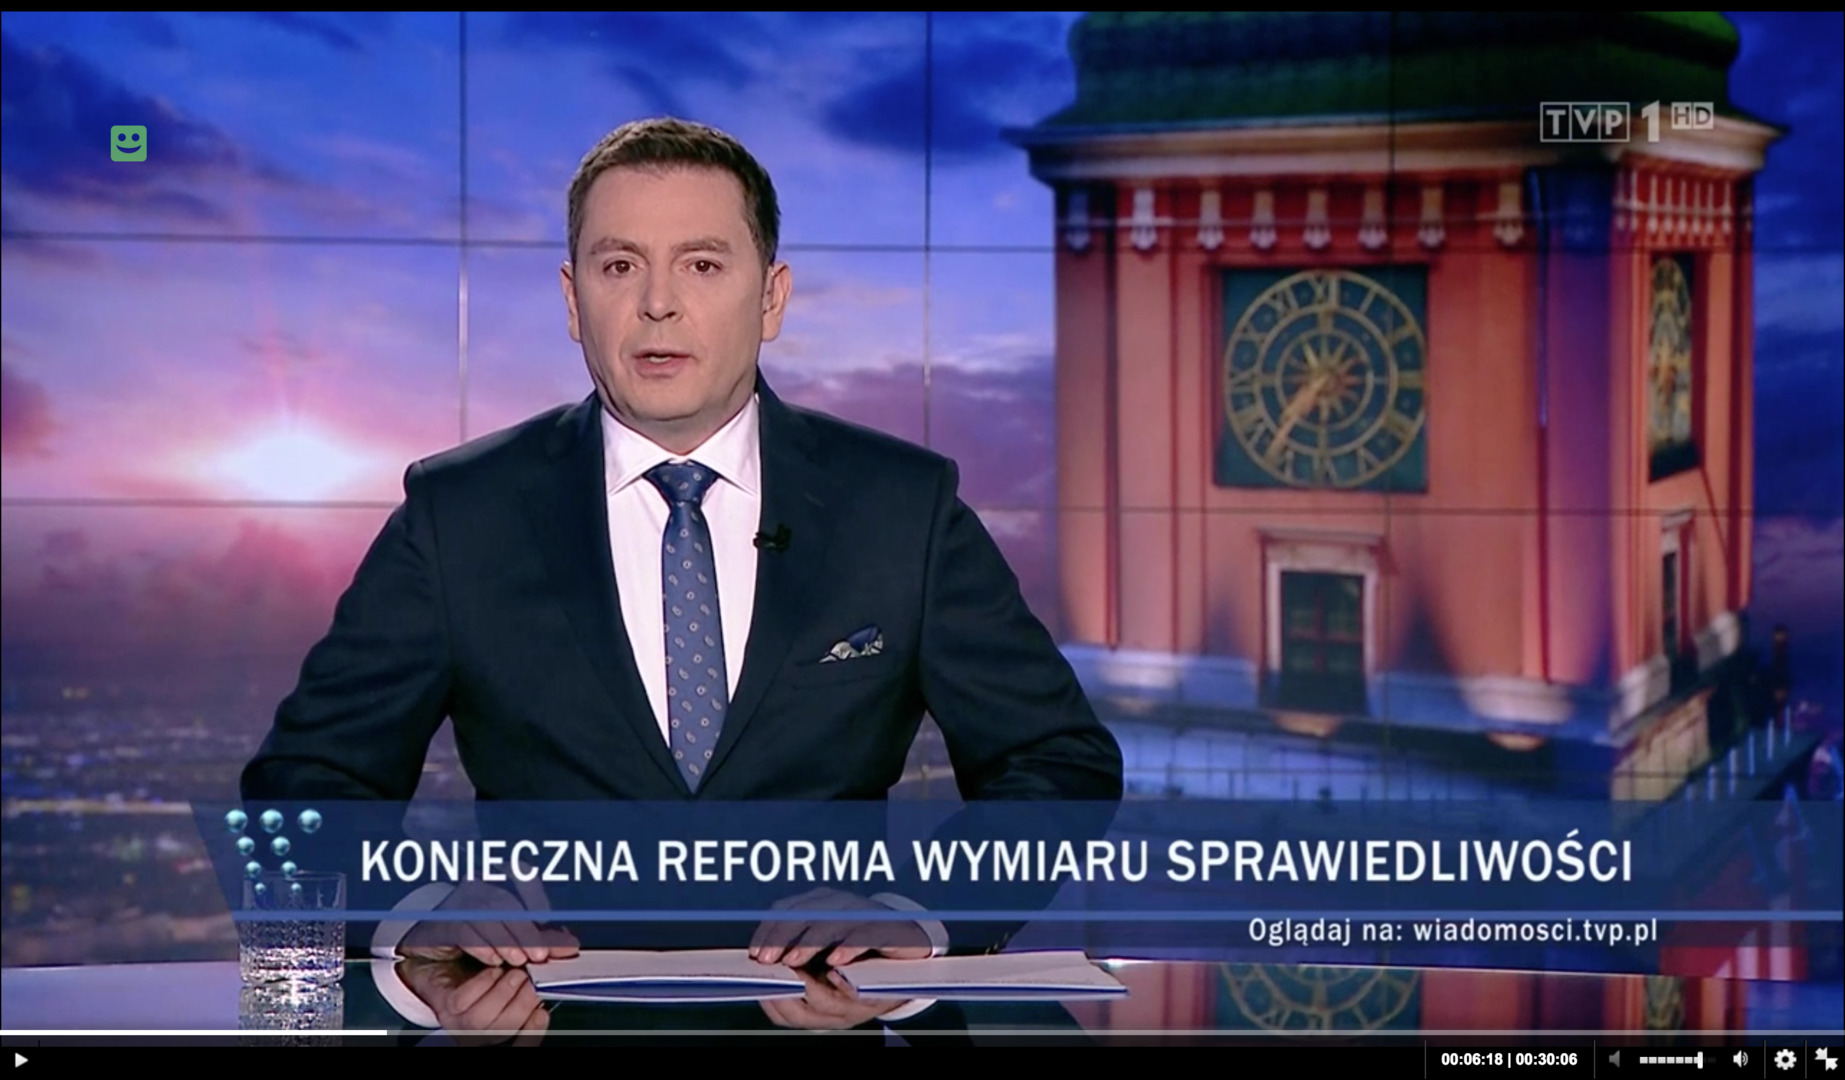 TVP 1 HD
KONIECZNA REFORMA WYMIARU SPRAWIEDLIWOŚCI
Oglądaj na: wiadomosci.tvp.pl
00:06:18 | 00:30:06